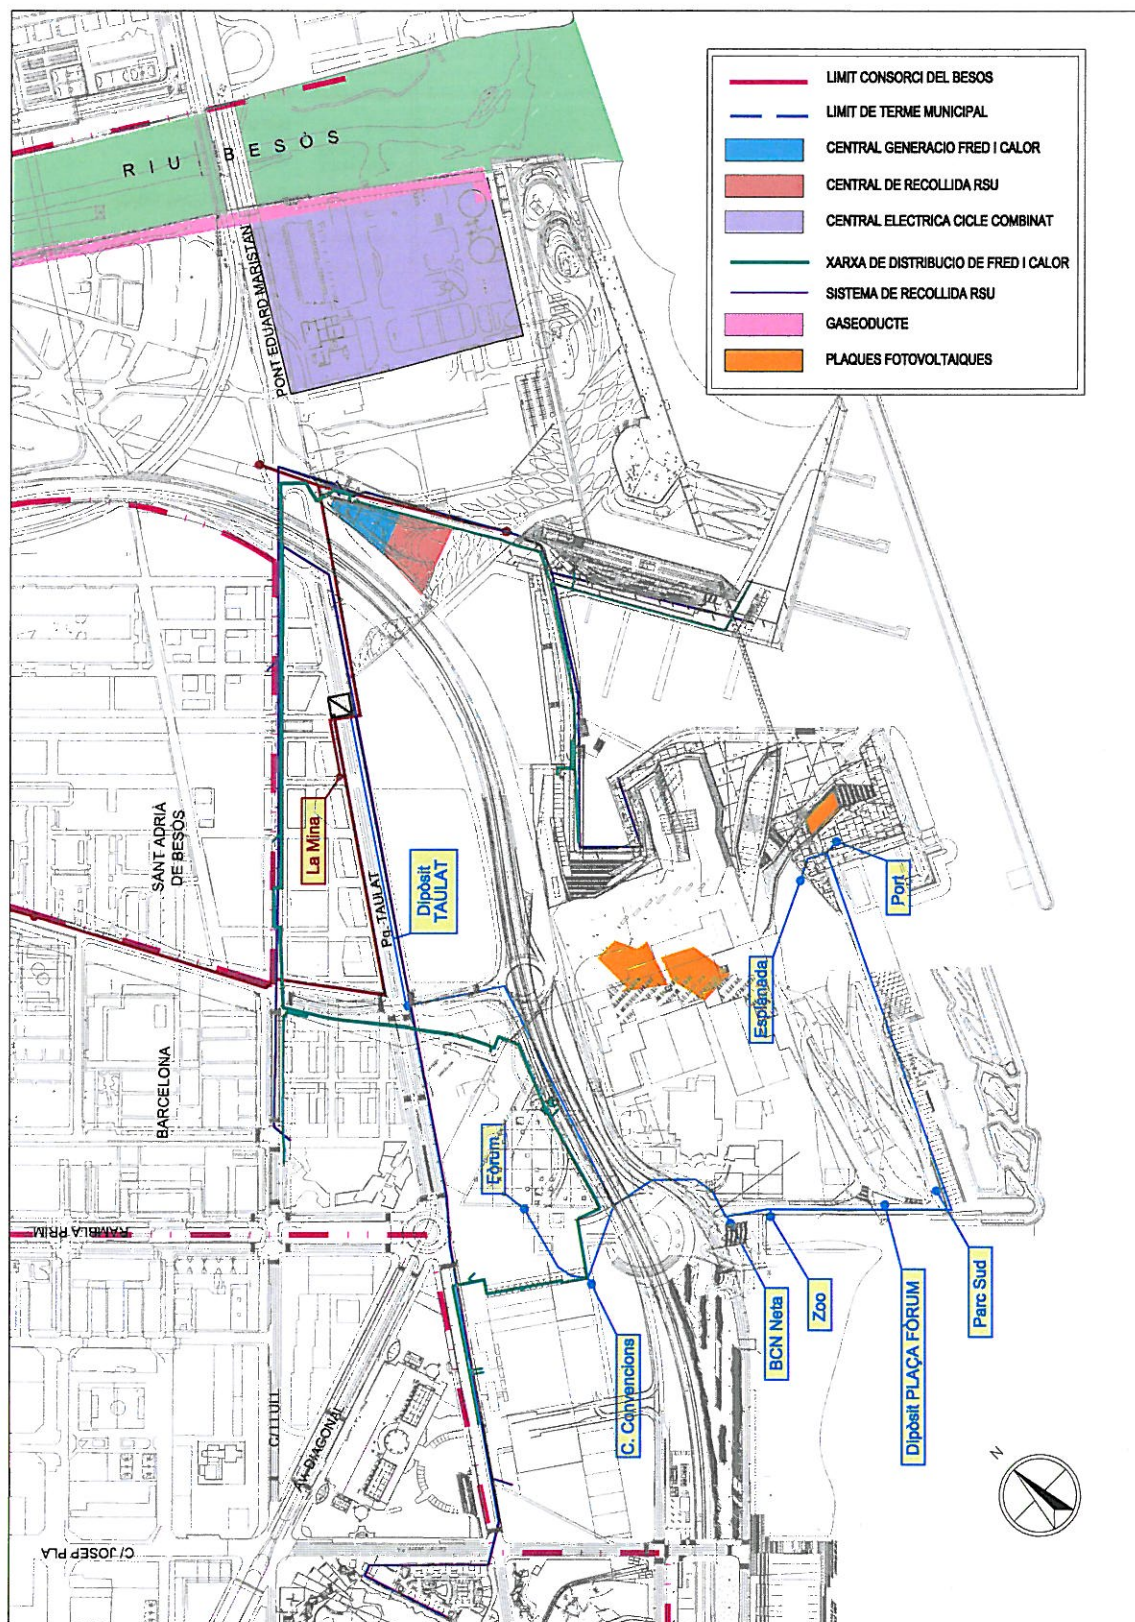 LIMIT CONSORCI DEL BESOS
LIMIT DE TERME MUNICIPAL
CENTRAL GENERACIO FRED I CALOR
CENTRAL DE RECOLLIDA RSU
CENTRAL ELECTRICA CICLE COMBINAT
XARXA DE DISTRIBUCIO DE FRED I CALOR
SISTEMA DE RECOLLIDA RSU
GASEODUCTE
PLAQUES FOTOVOLTAIQUES
RIU BESÒS
PONT EDUARD MARISTAN
SANT ADRIÀ
DE BESÒS
La Mina
Pg. TAULAT
Dipòsit
TAULAT
BARCELONA
Esplanada
Port
Fòrum
RAMBLA PRIM
C. Convencions
BCN Neta
Zoo
Dipòsit PLAÇA FÒRUM
Parc Sud
C/ LLULL
AV. DIAGONAL
C/ JOSEP PLA
N